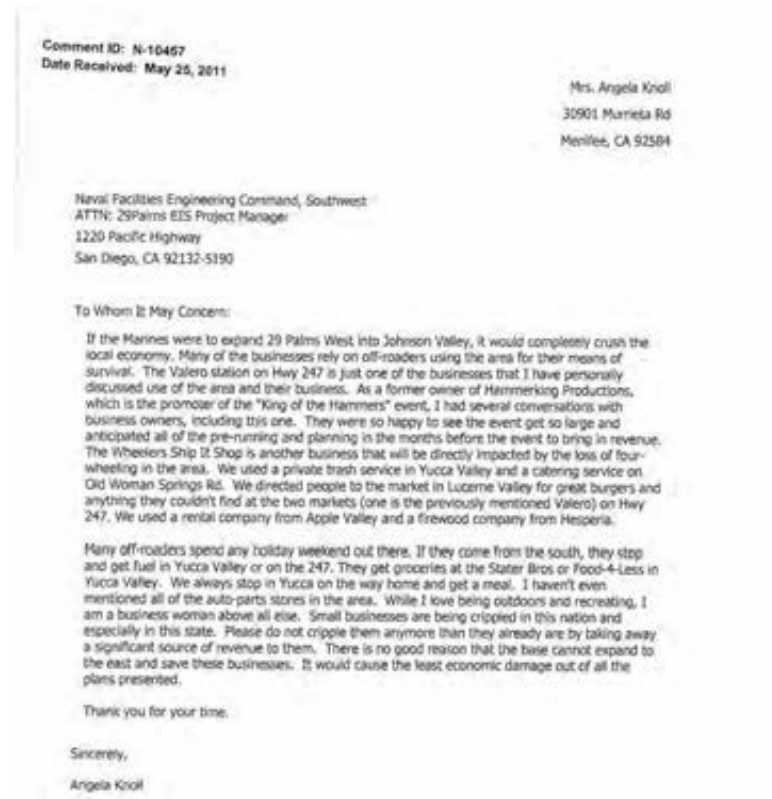 Comment ID: N-10457
Date Received: May 25, 2011
Mrs. Angela Knoll
30901 Murrieta Rd
Menifee, CA 92584
Naval Facilities Engineering Command, Southwest
ATTN: 29Palms EIS Project Manager
1220 Pacific Highway
San Diego, CA 92132-5190
To Whom It May Concern:
If the Marines were to expand 29 Palms West into Johnson Valley, it would completely crush the
local economy. Many of the businesses rely on off-roaders using the area for their means of
survival. The Valero station on Hwy 247 is just one of the businesses that I have personally
discussed use of the area and their business. As a former owner of Hammerking Productions,
which is the promoter of the "King of the Hammers" event, I had several conversations with
business owners, including this one. They were so happy to see the event get so large and
anticipated all of the pre-running and planning in the months before the event to bring in revenue.
The Wheelers Ship It Shop is another business that will be directly impacted by the loss of four-
wheeling in the area. We used a private trash service in Yucca Valley and a catering service on
Old Woman Springs Rd. We directed people to the market in Lucerne Valley for great burgers and
anything they couldn't find at the two markets (one is the previously mentioned Valero) on Hwy
247. We used a rental company from Apple Valley and a firewood company from Hesperia.
Many off-roaders spend any holiday weekend out there. If they come from the south, they stop
and get fuel in Yucca Valley or on the 247. They get groceries at the Stater Bros or Food-4-Less in
Yucca Valley. We always stop in Yucca on the way home and get a meal. I haven't even
mentioned all of the auto-parts stores in the area. While I love being outdoors and recreating, I
am a business woman above all else. Small businesses are being crippled in this nation and
especially in this state. Please do not cripple them anymore than they already are by taking away
a significant source of revenue to them. There is no good reason that the base cannot expand to
the east and save these businesses. It would cause the least economic damage out of all the
plans presented.
Thank you for your time.
Sincerely,
Angela Knoll